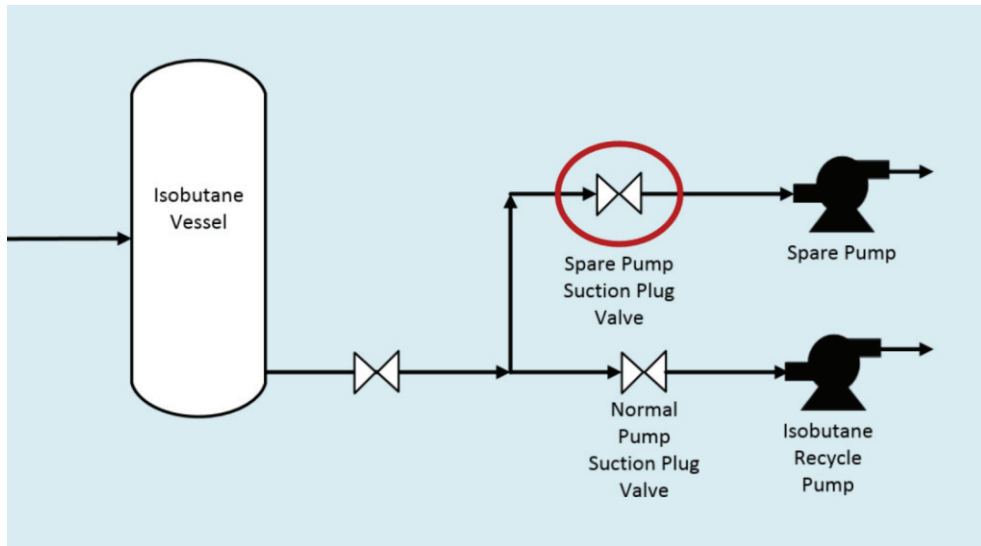 Isobutane
Vessel
Spare Pump
Suction Plug
Valve
Spare Pump
Normal
Pump
Suction Plug
Valve
Isobutane
Recycle
Pump